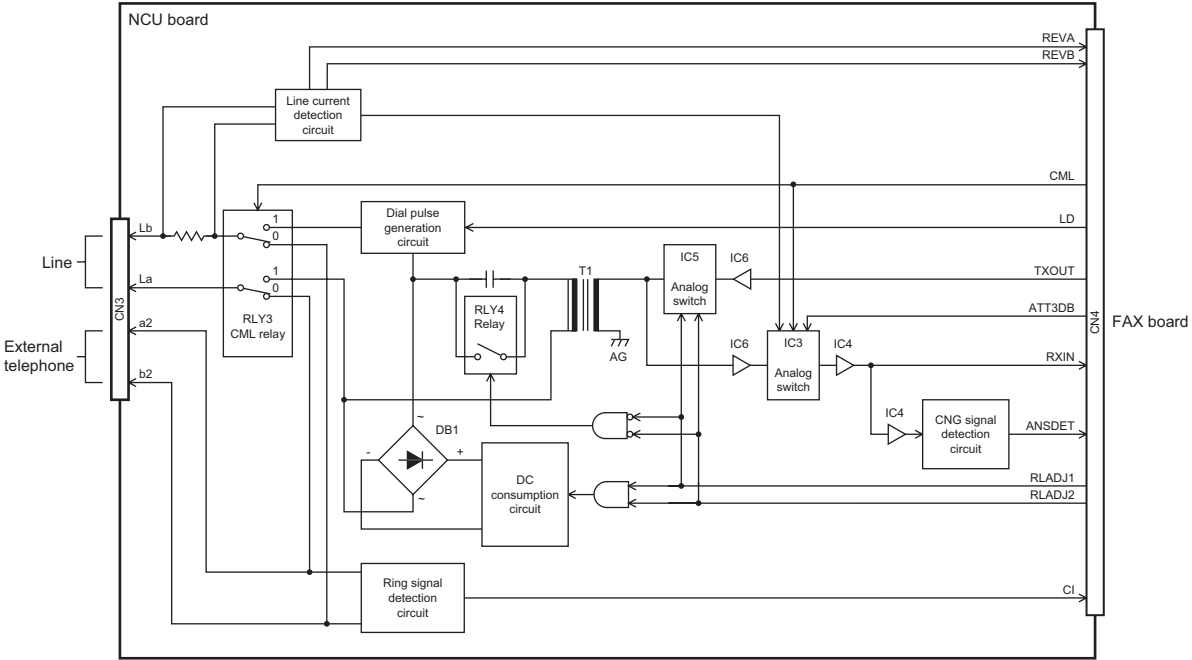 NCU board
REVA
REVB
Line current
detection
circuit
CML
Lb
1
0
Dial pulse
generation
circuit
LD
Line
La
1
0
RLY3
CML relay
T1
IC5
Analog
switch
IC6
TXOUT
RLY4
Relay
AG
ATT3DB
CN3
CN4
FAX board
External
telephone
a2
b2
IC6
IC3
Analog
switch
IC4
RXIN
IC4
CNG signal
detection
circuit
ANSDET
~
DB1
-
+
~
DC
consumption
circuit
RLADJ1
RLADJ2
Ring signal
detection
circuit
CI